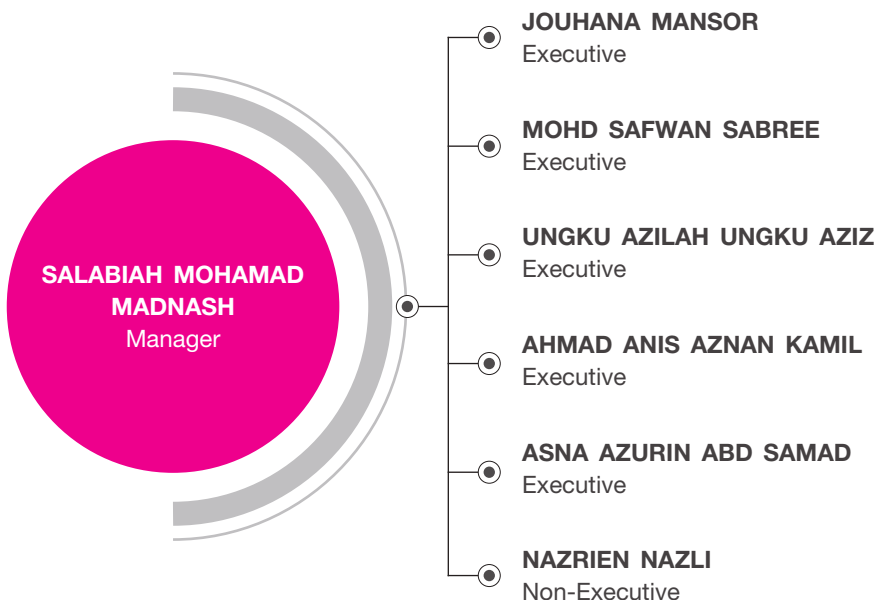 SALABIAH MOHAMAD
MADNASH
Manager
JOUHANA MANSOR
Executive
MOHD SAFWAN SABREE
Executive
UNGKU AZILAH UNGKU AZIZ
Executive
AHMAD ANIS AZNAN KAMIL
Executive
ASNA AZURIN ABD SAMAD
Executive
NAZRIEN NAZLI
Non-Executive